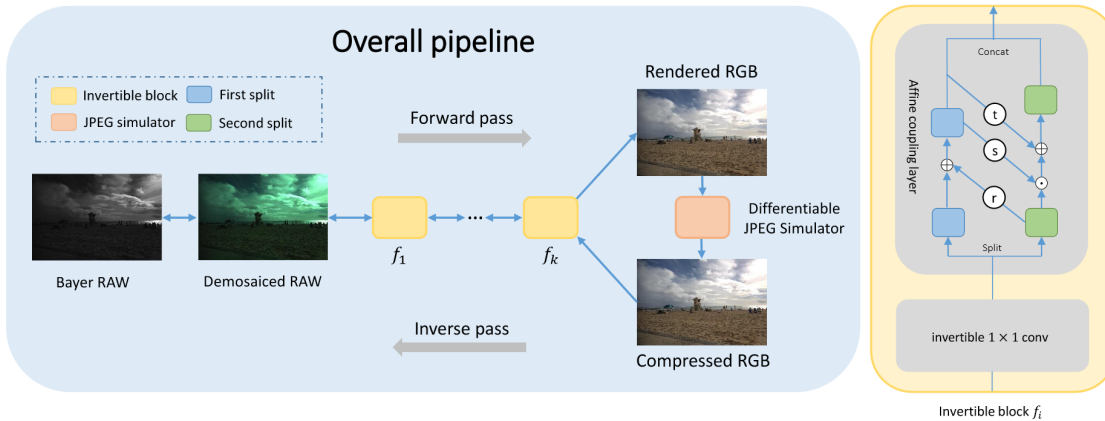 Overall pipeline
Invertible block
First split
JPEG simulator
Second split
Forward pass
Rendered RGB
Differentiable
JPEG Simulator
Bayer RAW
Demosaiced RAW
f₁
...
fₖ
Inverse pass
Compressed RGB
Concat
Affine coupling
layer
t
s
r
Split
invertible 1 × 1 conv
Invertible block fᵢ